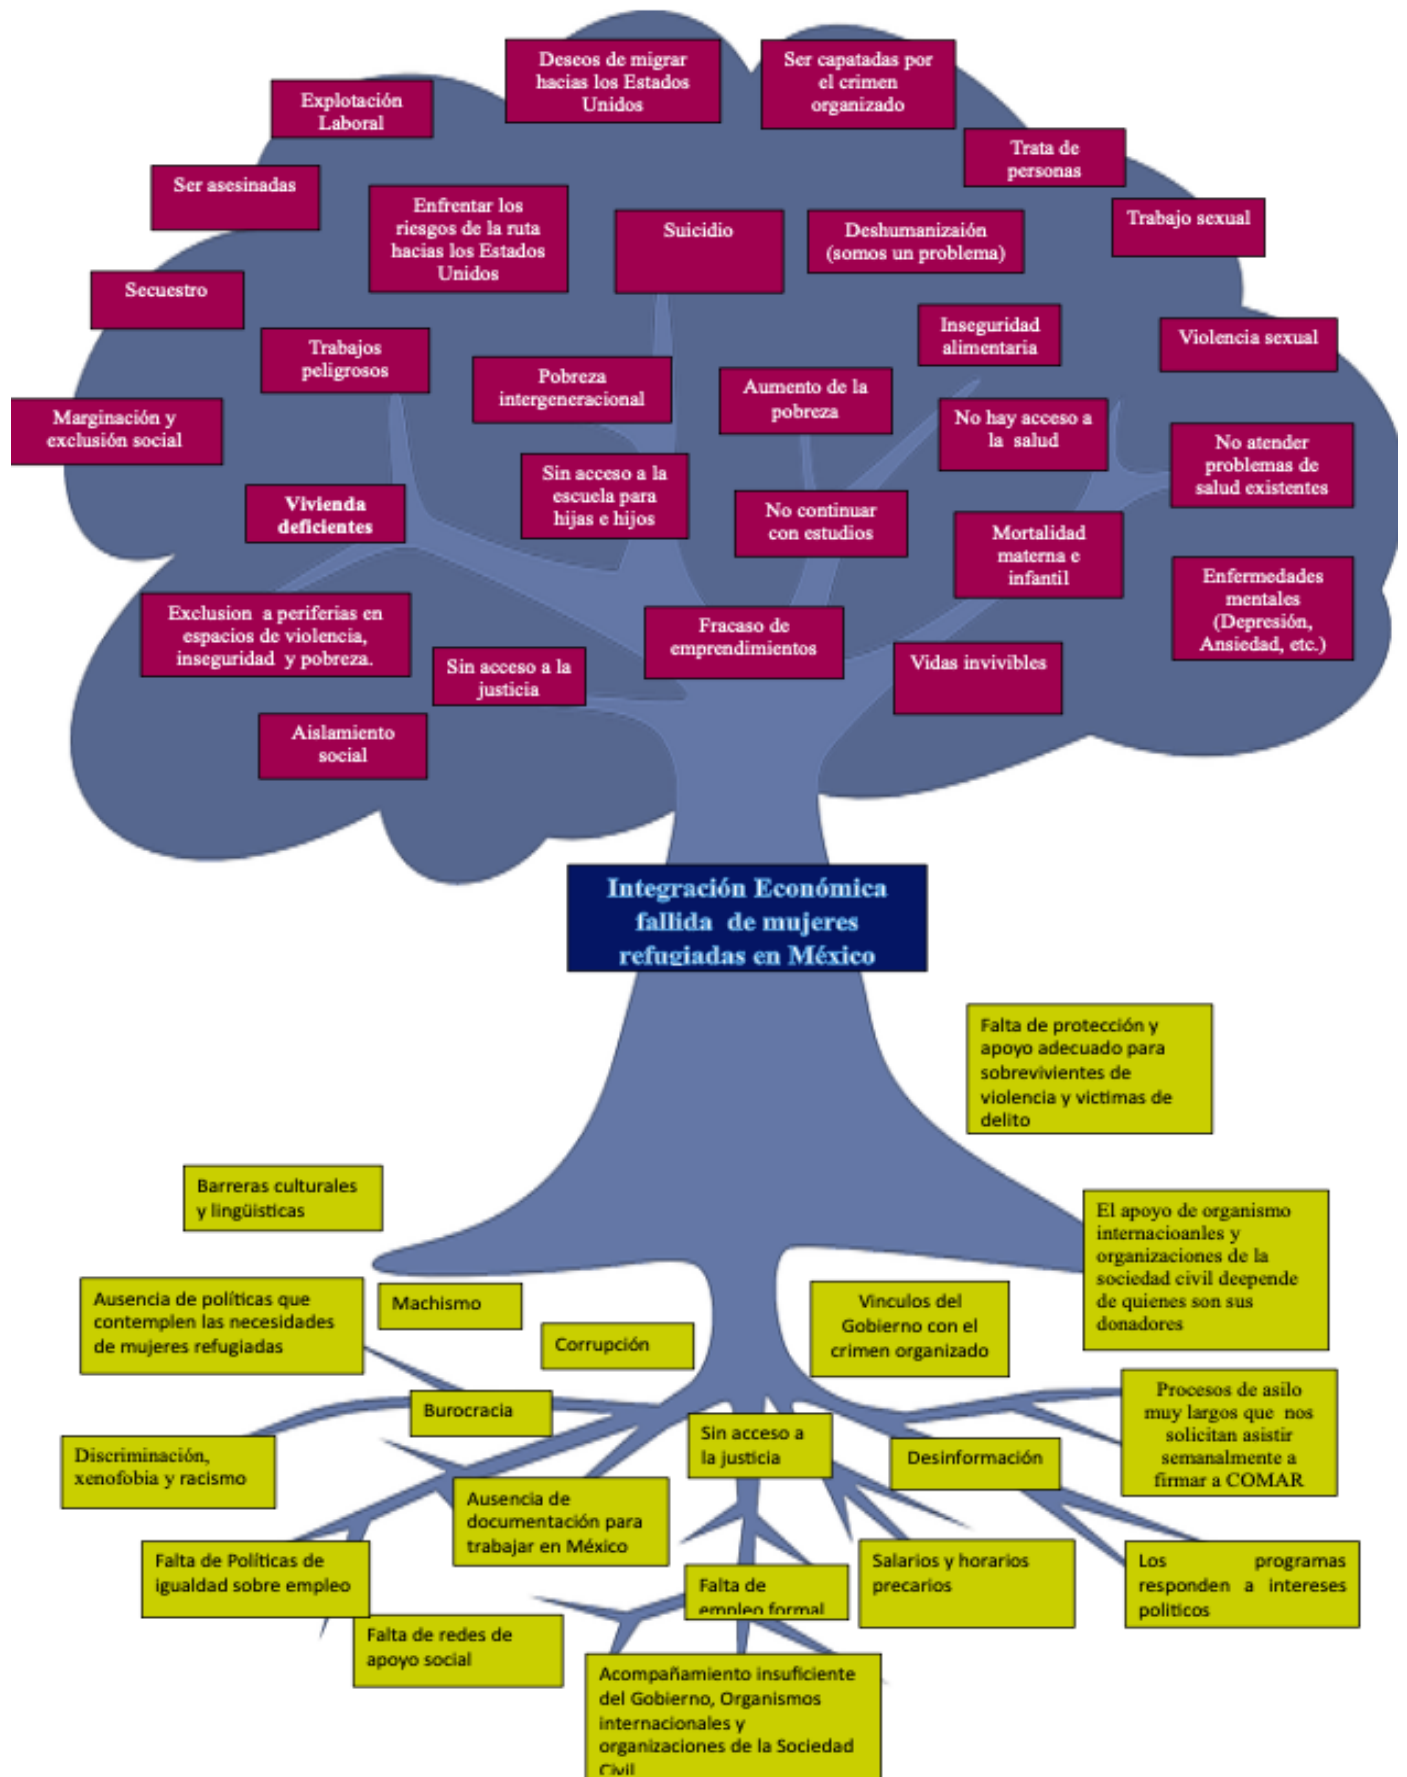 Deseos de migrar
hacias los Estados
Unidos
Ser capatadas por
el crimen
organizado
Explotación
Laboral
Trata de
personas
Ser asesinadas
Enfrentar los
riesgos de la ruta
hacias los Estados
Unidos
Suicidio
Deshumanizaión
(somos un problema)
Trabajo sexual
Secuestro
Trabajos
peligrosos
Pobreza
intergeneracional
Aumento de la
pobreza
Inseguridad
alimentaria
Violencia sexual
Marginación y
exclusión social
No hay acceso a
la salud
No atender
problemas de
salud existentes
Vivienda
deficientes
Sin acceso a la
escuela para
hijas e hijos
No continuar
con estudios
Mortalidad
materna e
infantil
Enfermedades
mentales
(Depresión,
Ansiedad, etc.)
Exclusion a periferias en
espacios de violencia,
inseguridad y pobreza.
Sin acceso a la
justicia
Fracaso de
emprendimientos
Vidas invivibles
Aislamiento
social
Integración Económica
fallida de mujeres
refugiadas en México
Falta de protección y
apoyo adecuado para
sobrevivientes de
violencia y victimas de
delito
Barreras culturales
y lingüisticas
El apoyo de organismo
internacioanles y
organizaciones de la
sociedad civil deepende
de quienes son sus
donadores
Ausencia de políticas que
contemplen las necesidades
de mujeres refugiadas
Machismo
Corrupción
Vinculos del
Gobierno con el
crimen organizado
Burocracia
Sin acceso a
la justicia
Desinformación
Procesos de asilo
muy largos que nos
solicitan asistir
semanalmente a
firmar a COMAR
Discriminación,
xenofobia y racismo
Ausencia de
documentación para
trabajar en México
Falta de Políticas de
igualdad sobre empleo
Falta de
empleo formal
Salarios y horarios
precarios
Los programas
responden a intereses
politicos
Falta de redes de
apoyo social
Acompañamiento insuficiente
del Gobierno, Organismos
internacionales y
organizaciones de la Sociedad
Civil